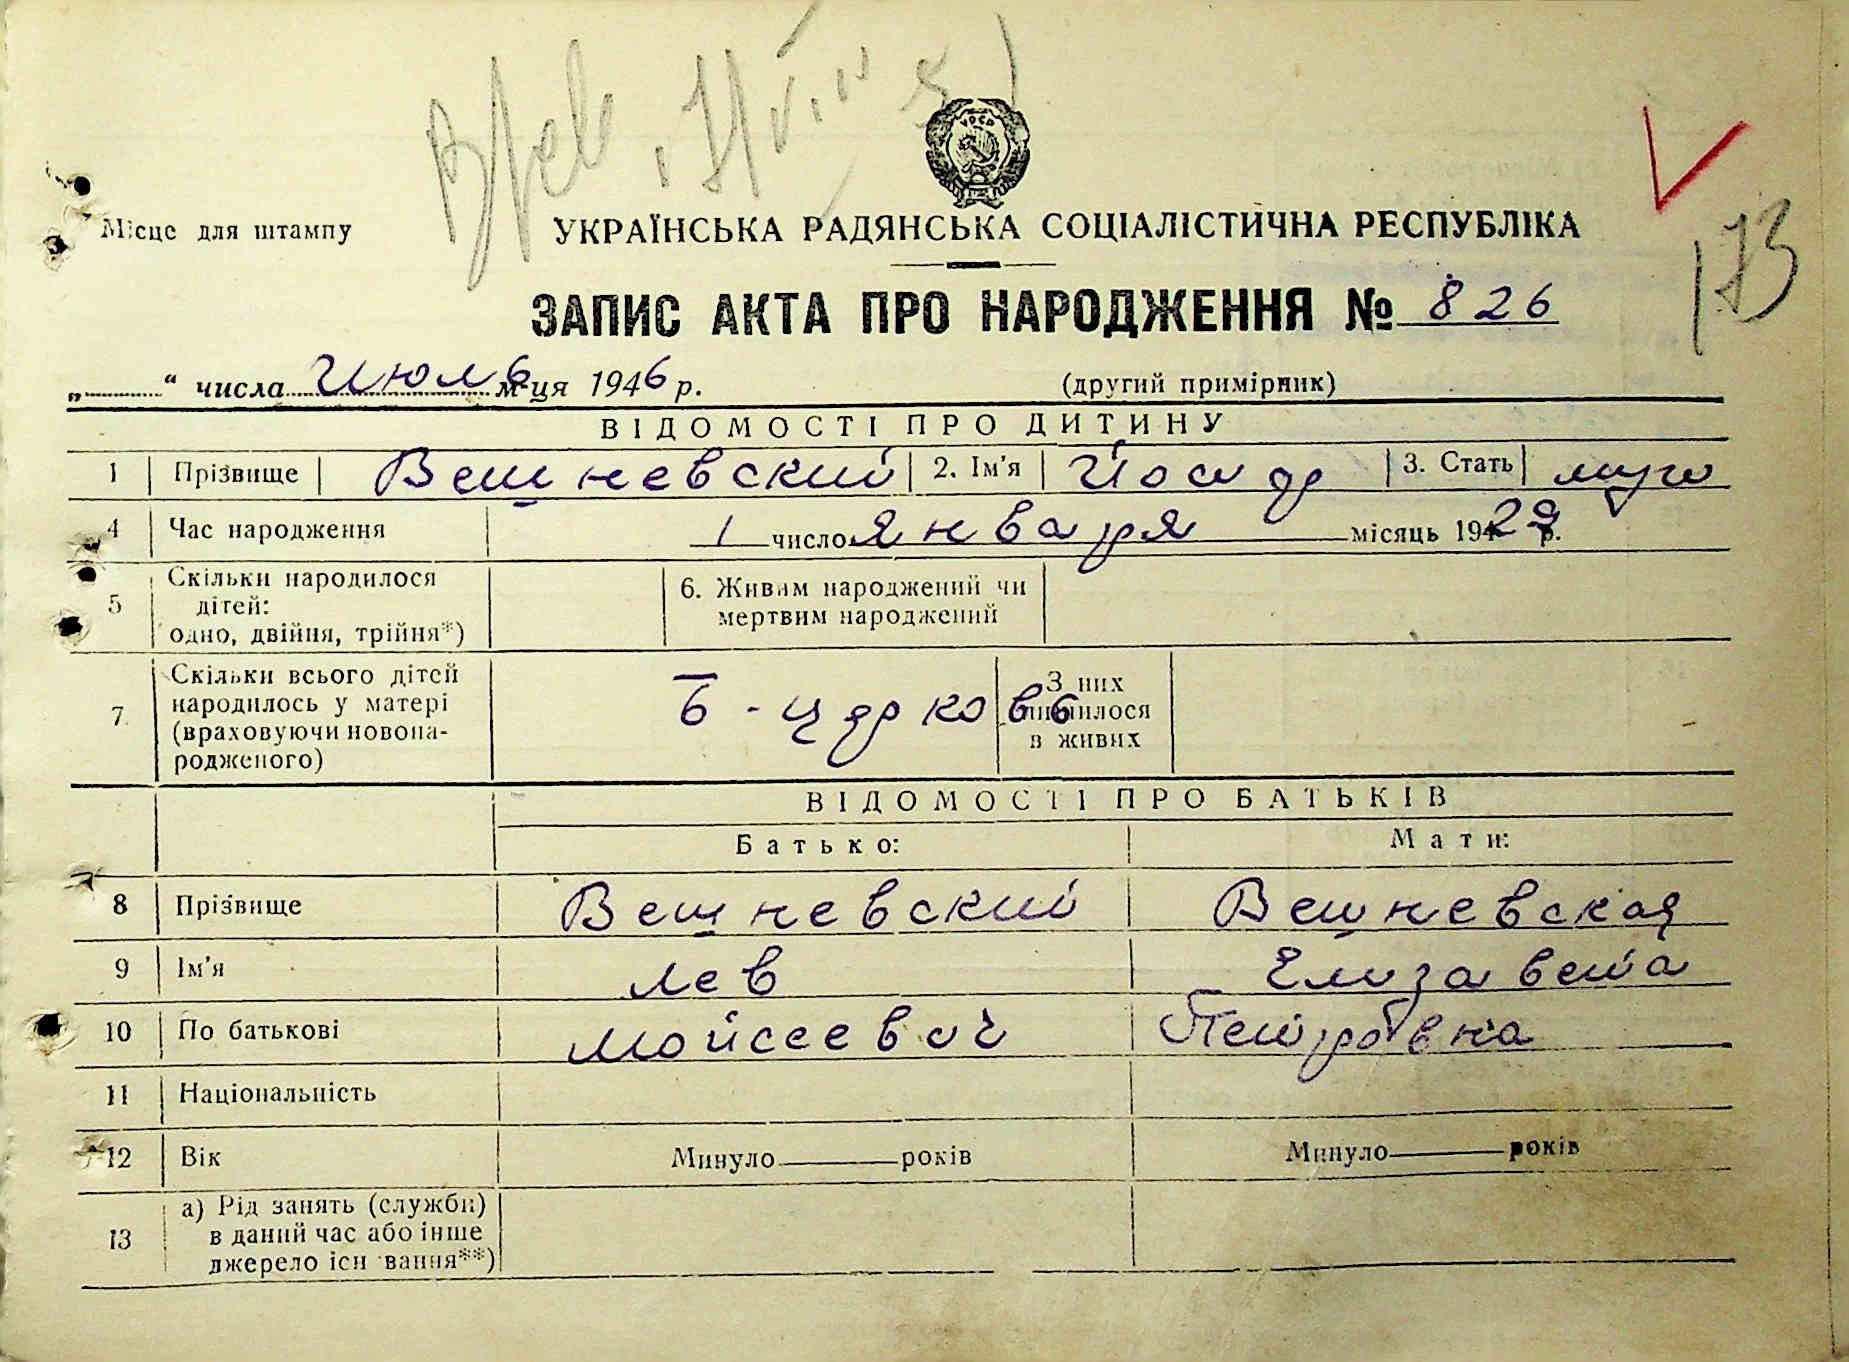 173
Місце для штампу
УКРАЇНСЬКА РАДЯНСЬКА СОЦІАЛІСТИЧНА РЕСПУБЛІКА
ЗАПИС АКТА ПРО НАРОДЖЕННЯ № 826
„ “ числа Июль м-ця 1946 р. (другий примірник)
ВІДОМОСТІ ПРО ДИТИНУ
1 Прізвище Вешневский 2. Ім’я Иосиф 3. Стать муж
4 Час народження 1 число января місяць 1929 р.
5 Скільки народилося
дітей:
одно, двійня, трійня*)
6. Живим народжений чи
мертвим народжений
7 Скільки всього дітей
народилось у матері
(враховуючи новона-
родженого)
Б-Церковь
З них
лишилося
в живих
ВІДОМОСТІ ПРО БАТЬКІВ
Батько: Мати:
8 Прізвище Вешневский Вешневская
9 Ім’я Лев Елизавета
10 По батькові Мойсеевич Петровна
11 Національність
12 Вік Минуло років Минуло років
13 а) Рід занять (служби)
в даний час або інше
джерело існування**)